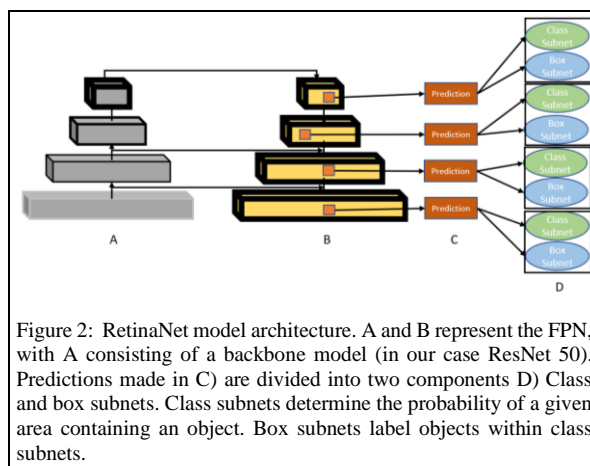 Class
Subnet
Box
Subnet
Prediction
Class
Subnet
Prediction
Box
Subnet
Prediction
Class
Subnet
Box
Subnet
Prediction
Class
Subnet
Box
Subnet
A
B
C
D
Figure 2: RetinaNet model architecture. A and B represent the FPN,
with A consisting of a backbone model (in our case ResNet 50).
Predictions made in C) are divided into two components D) Class
and box subnets. Class subnets determine the probability of a given
area containing an object. Box subnets label objects within class
subnets.